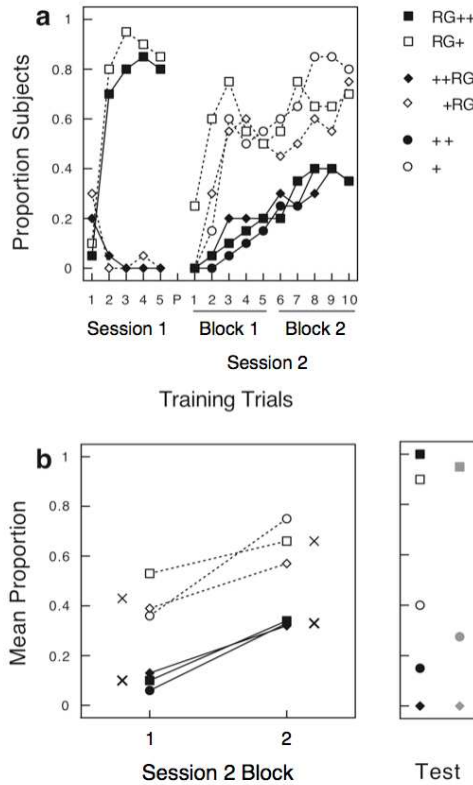 a
RG++
RG+
++RG
+RG
++
+
Proportion Subjects
1
0.8
0.6
0.4
0.2
0
1 2 3 4 5 P 1 2 3 4 5 6 7 8 9 10
Session 1 Block 1 Block 2
Session 2
Training Trials
b
Mean Proportion
1
0.8
0.6
0.4
0.2
0
1 2
Session 2 Block Test